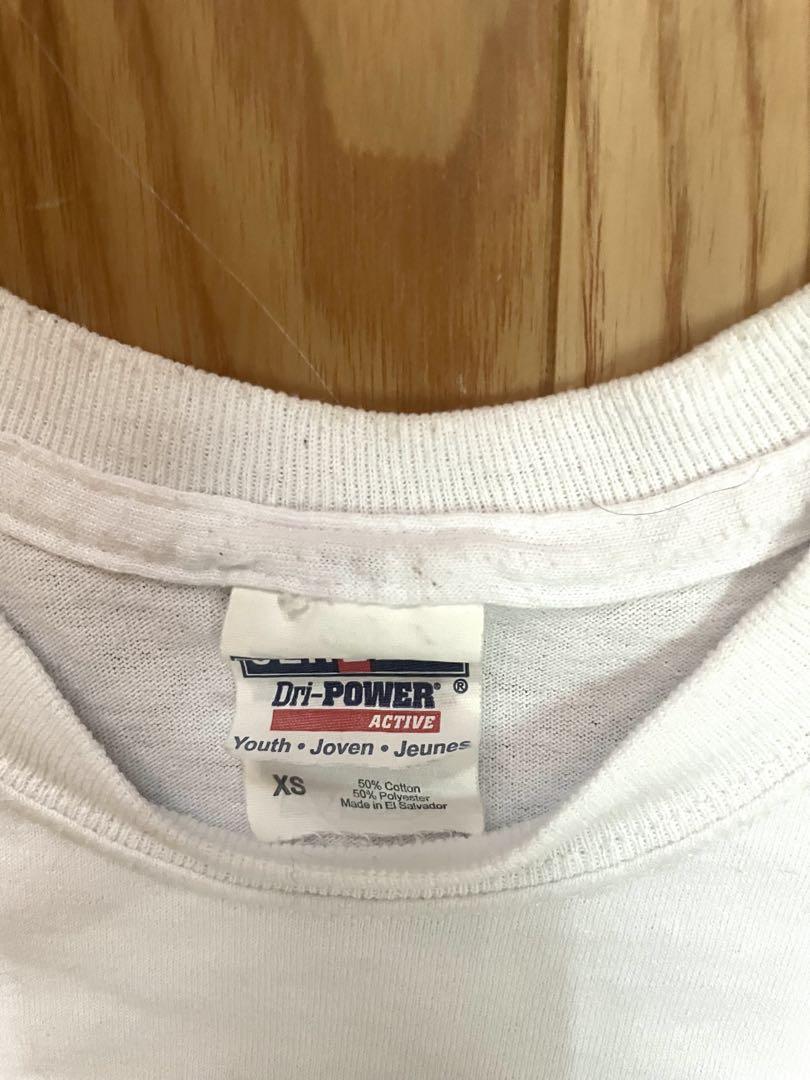 Dri-POWER® ®
ACTIVE
Youth • Joven • Jeunes
XS
50% Cotton
50% Polyester
Made in El Salvador